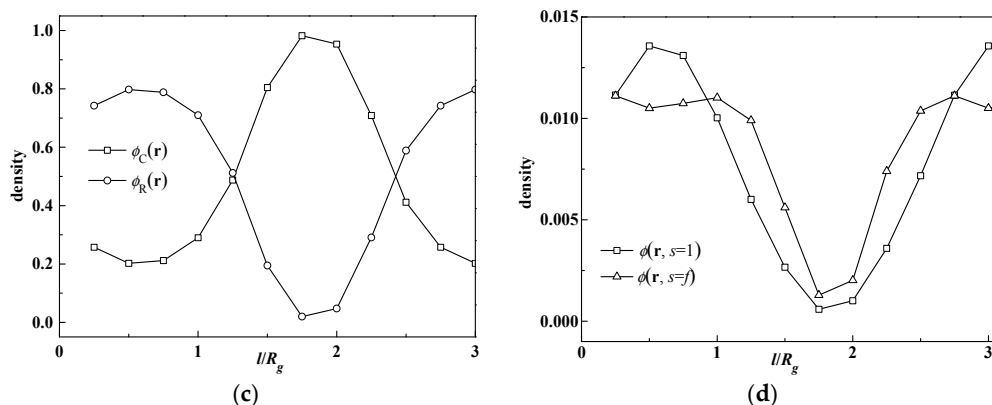 1.0
0.8
0.6
0.4
0.2
0.0
density
ϕC(r)
ϕR(r)
0
1
2
3
l/Rg
(c)
0.015
0.010
0.005
0.000
density
ϕ(r, s=1)
ϕ(r, s=f)
0
1
2
3
l/Rg
(d)